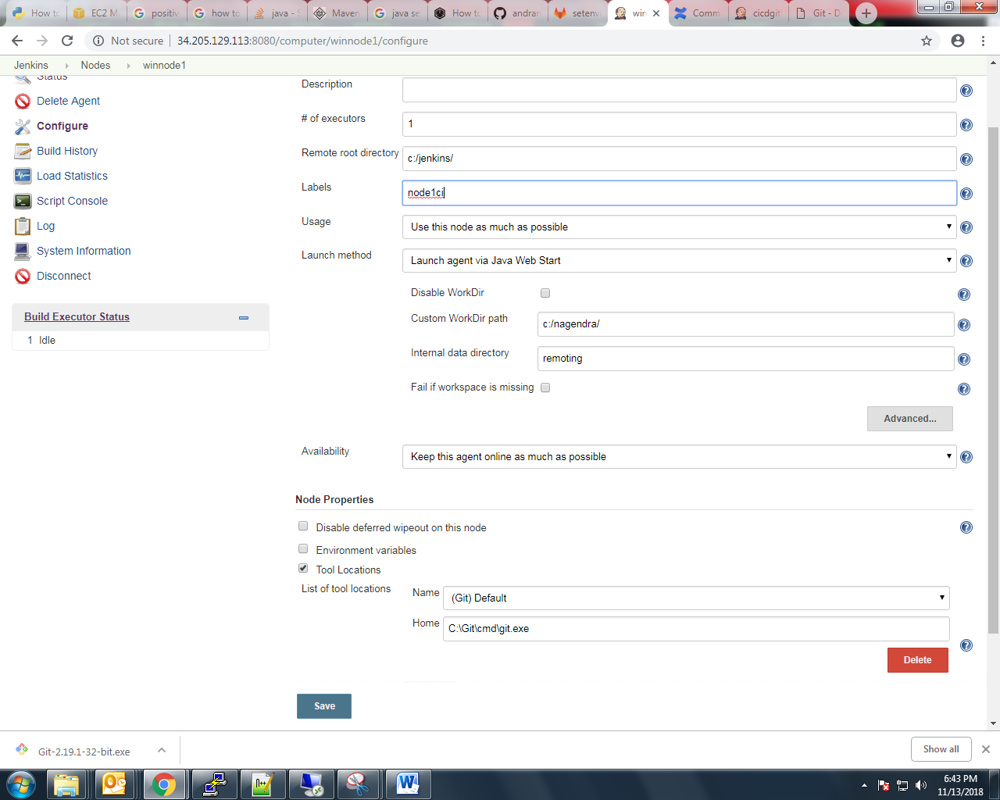 How to
EC2 M
positiv
how to
java - S
Maven
java se
How to
andran
setenv
win
Comm
cicdgit
Git - D
Not secure
34.205.129.113:8080/computer/winnode1/configure
Jenkins
Nodes
winnode1
Status
Delete Agent
Configure
Build History
Load Statistics
Script Console
Log
System Information
Disconnect
Build Executor Status
1 Idle
Description
# of executors
1
Remote root directory
c:/jenkins/
Labels
node1ci
Usage
Use this node as much as possible
Launch method
Launch agent via Java Web Start
Disable WorkDir
Custom WorkDir path
c:/nagendra/
Internal data directory
remoting
Fail if workspace is missing
Advanced...
Availability
Keep this agent online as much as possible
Node Properties
Disable deferred wipeout on this node
Environment variables
Tool Locations
List of tool locations
Name
(Git) Default
Home
C:\Git\cmd\git.exe
Delete
Save
Git-2.19.1-32-bit.exe
Show all
6:43 PM
11/13/2018